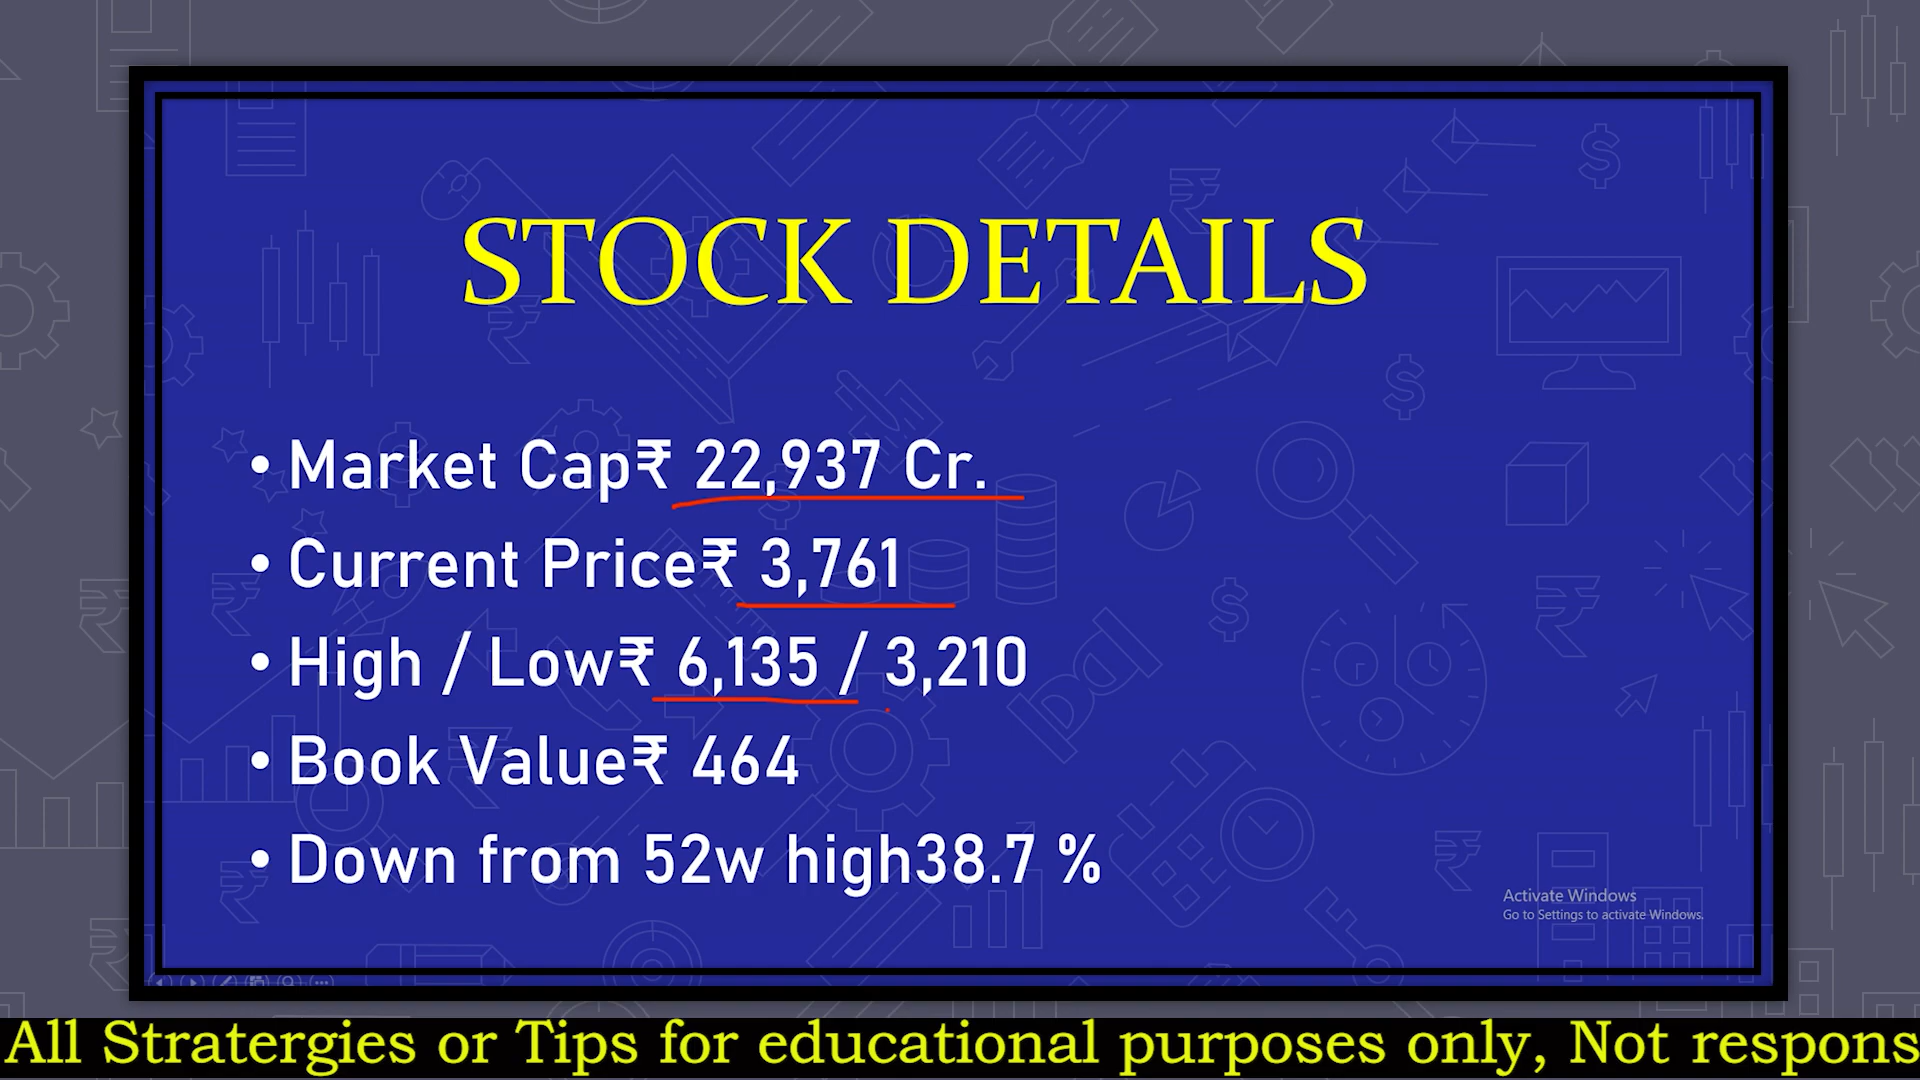 STOCK DETAILS
• Market Cap₹ 22,937 Cr.
• Current Price₹ 3,761
• High / Low₹ 6,135 / 3,210
• Book Value₹ 464
• Down from 52w high38.7 %
Activate Windows
Go to Settings to activate Windows.
All Stratergies or Tips for educational purposes only, Not respons